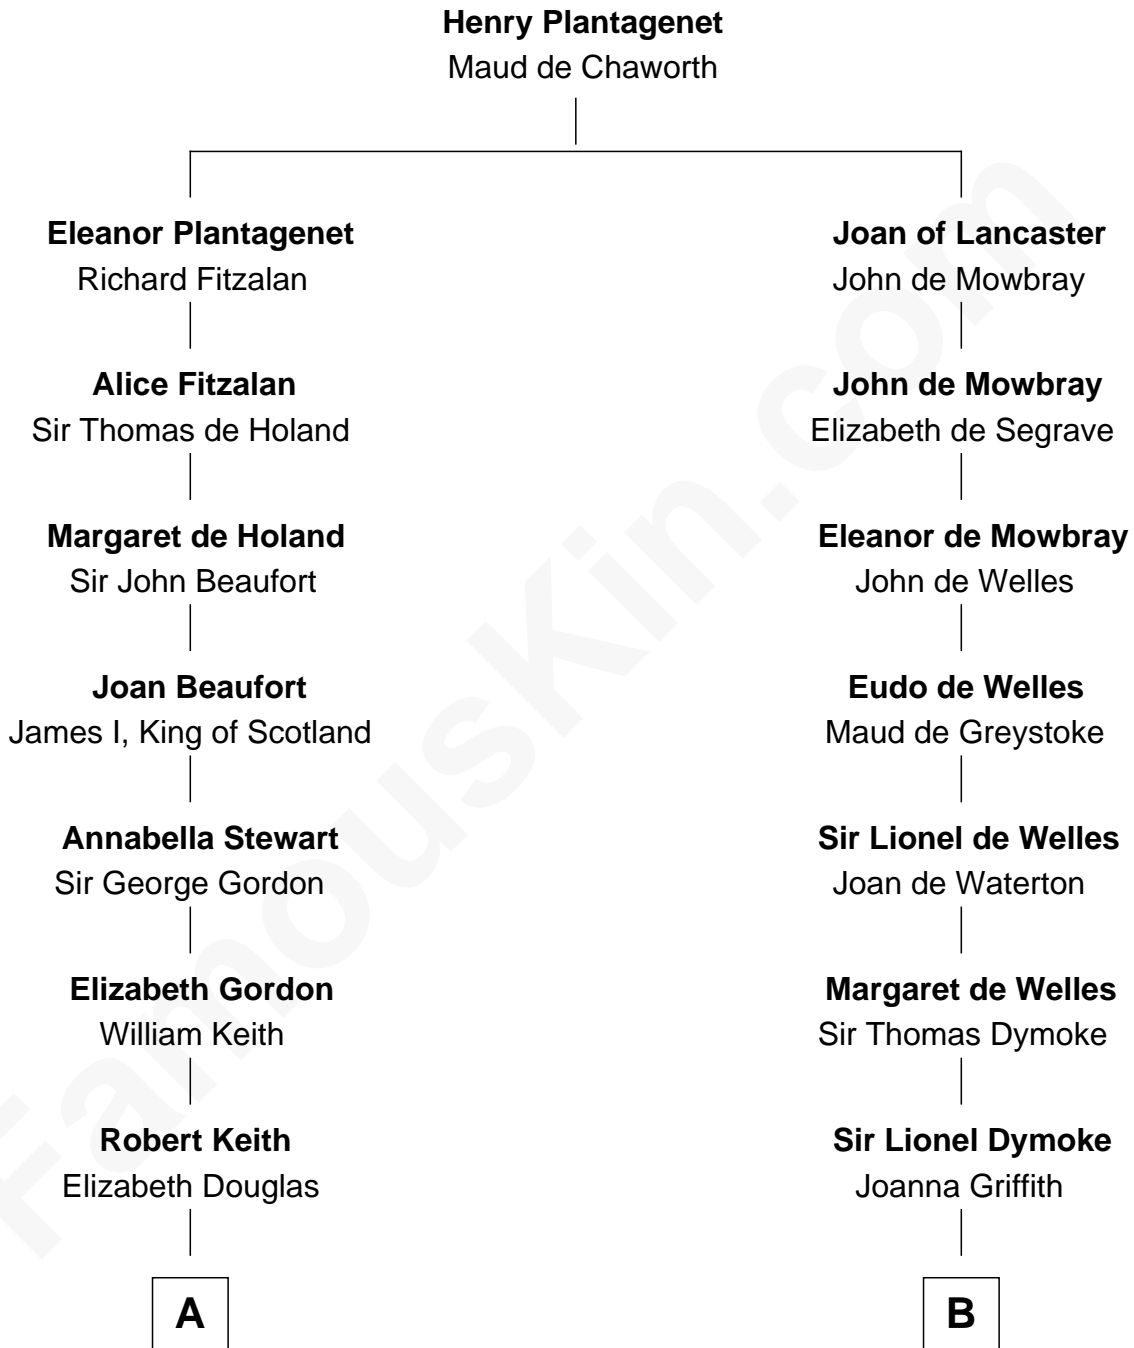 Henry Plantagenet
Maud de Chaworth
Eleanor Plantagenet
Richard Fitzalan
Joan of Lancaster
John de Mowbray
Alice Fitzalan
Sir Thomas de Holand
John de Mowbray
Elizabeth de Segrave
Margaret de Holand
Sir John Beaufort
Eleanor de Mowbray
John de Welles
Joan Beaufort
James I, King of Scotland
Eudo de Welles
Maud de Greystoke
Annabella Stewart
Sir George Gordon
Sir Lionel de Welles
Joan de Waterton
Elizabeth Gordon
William Keith
Margaret de Welles
Sir Thomas Dymoke
Robert Keith
Elizabeth Douglas
Sir Lionel Dymoke
Joanna Griffith
A
B
FamousKin.com